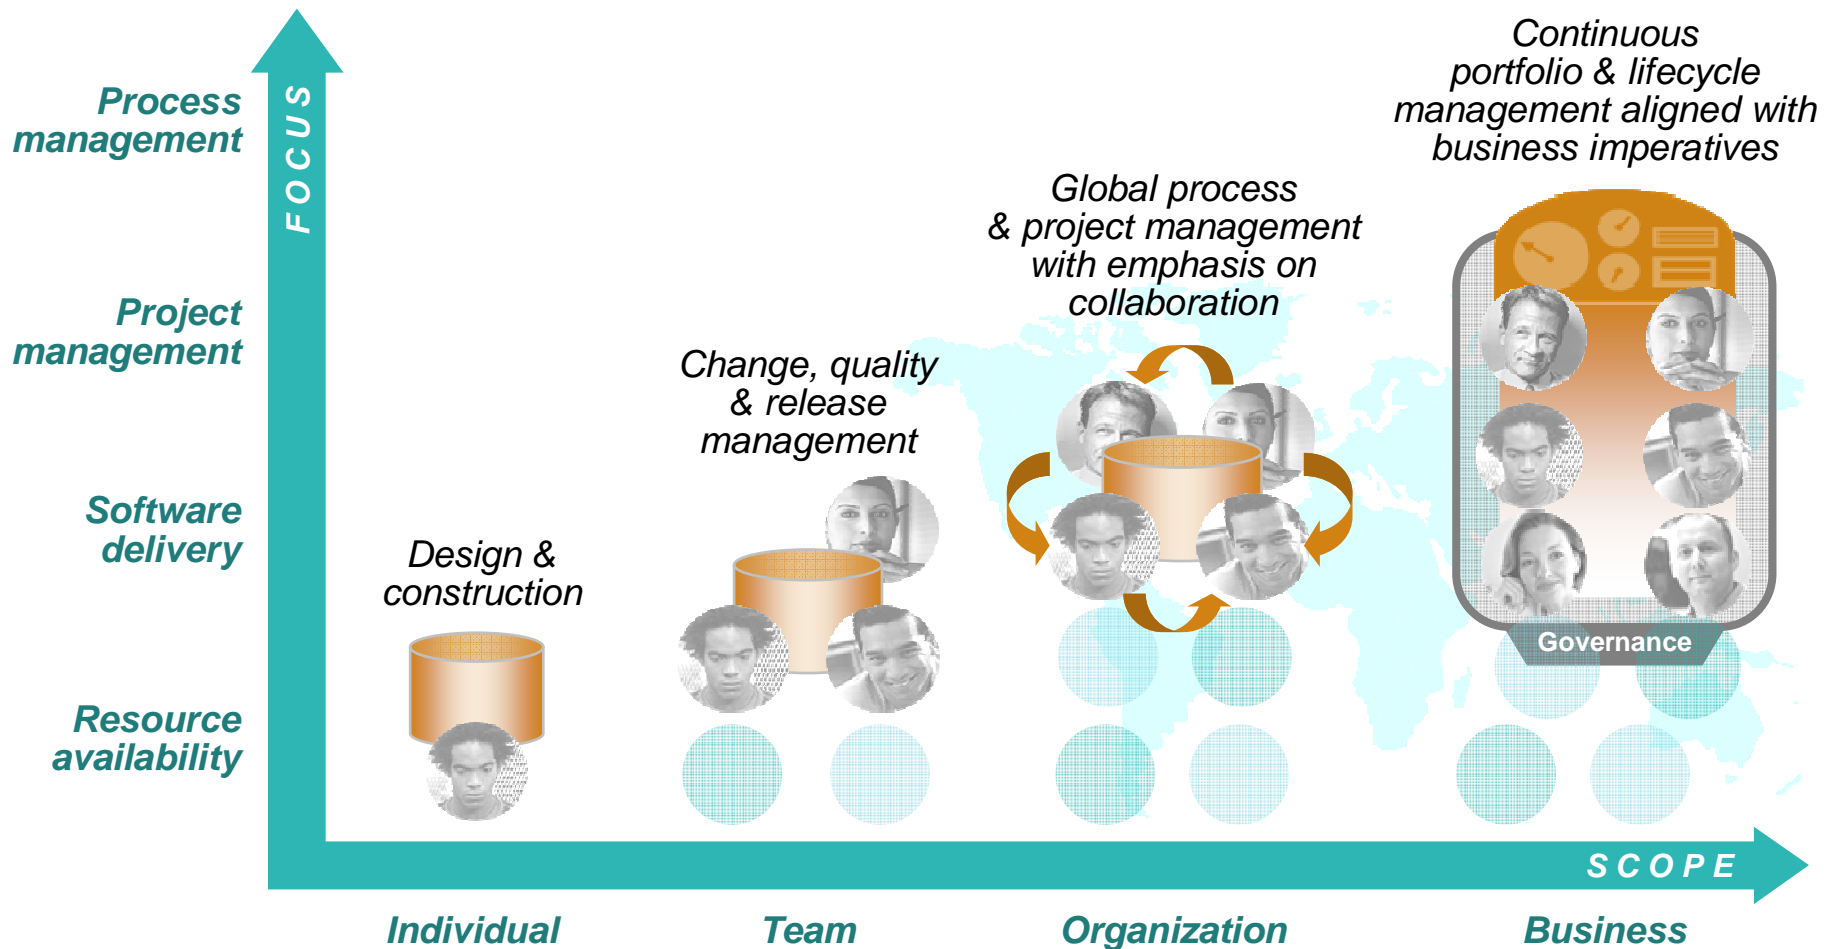 Process
management
FOCUS
Project
management
Software
delivery
Resource
availability
Design &
construction
Change, quality
& release
management
Global process
& project management
with emphasis on
collaboration
Continuous
portfolio & lifecycle
management aligned with
business imperatives
Governance
SCOPE
Individual
Team
Organization
Business